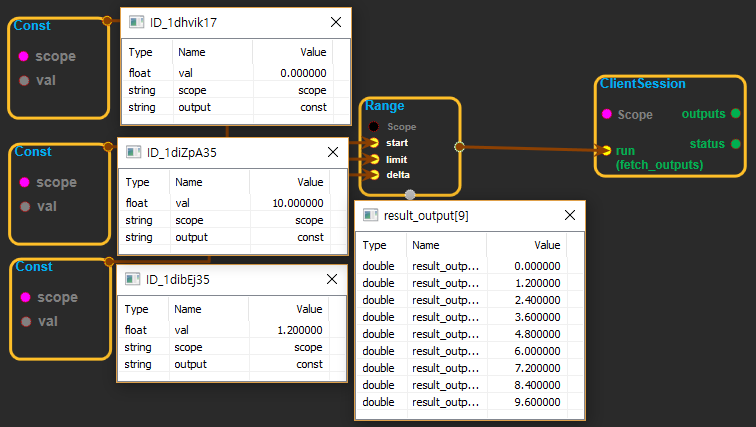 Const
scope
val
ID_1dhvik17
Type Name Value
float val 0.000000
string scope scope
string output const
Const
scope
val
ID_1diZpA35
Type Name Value
float val 10.000000
string scope scope
string output const
Const
scope
val
ID_1dibEj35
Type Name Value
float val 1.200000
string scope scope
string output const
Range
Scope
start
limit
delta
result_output[9]
Type Name Value
double result_outp... 0.000000
double result_outp... 1.200000
double result_outp... 2.400000
double result_outp... 3.600000
double result_outp... 4.800000
double result_outp... 6.000000
double result_outp... 7.200000
double result_outp... 8.400000
double result_outp... 9.600000
ClientSession
Scope outputs
status
run
(fetch_outputs)